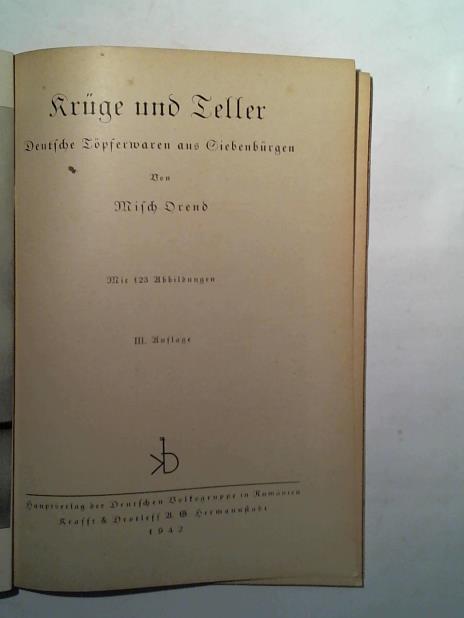 Krüge und Teller
Deutsche Töpferwaren aus Siebenbürgen
Von
Misch Orend
Mit 123 Abbildungen
III. Auflage
Hauptverlag der Deutschen Volksgruppe in Rumänien
Krafft & Drotleff A. G. Hermannstadt
1942